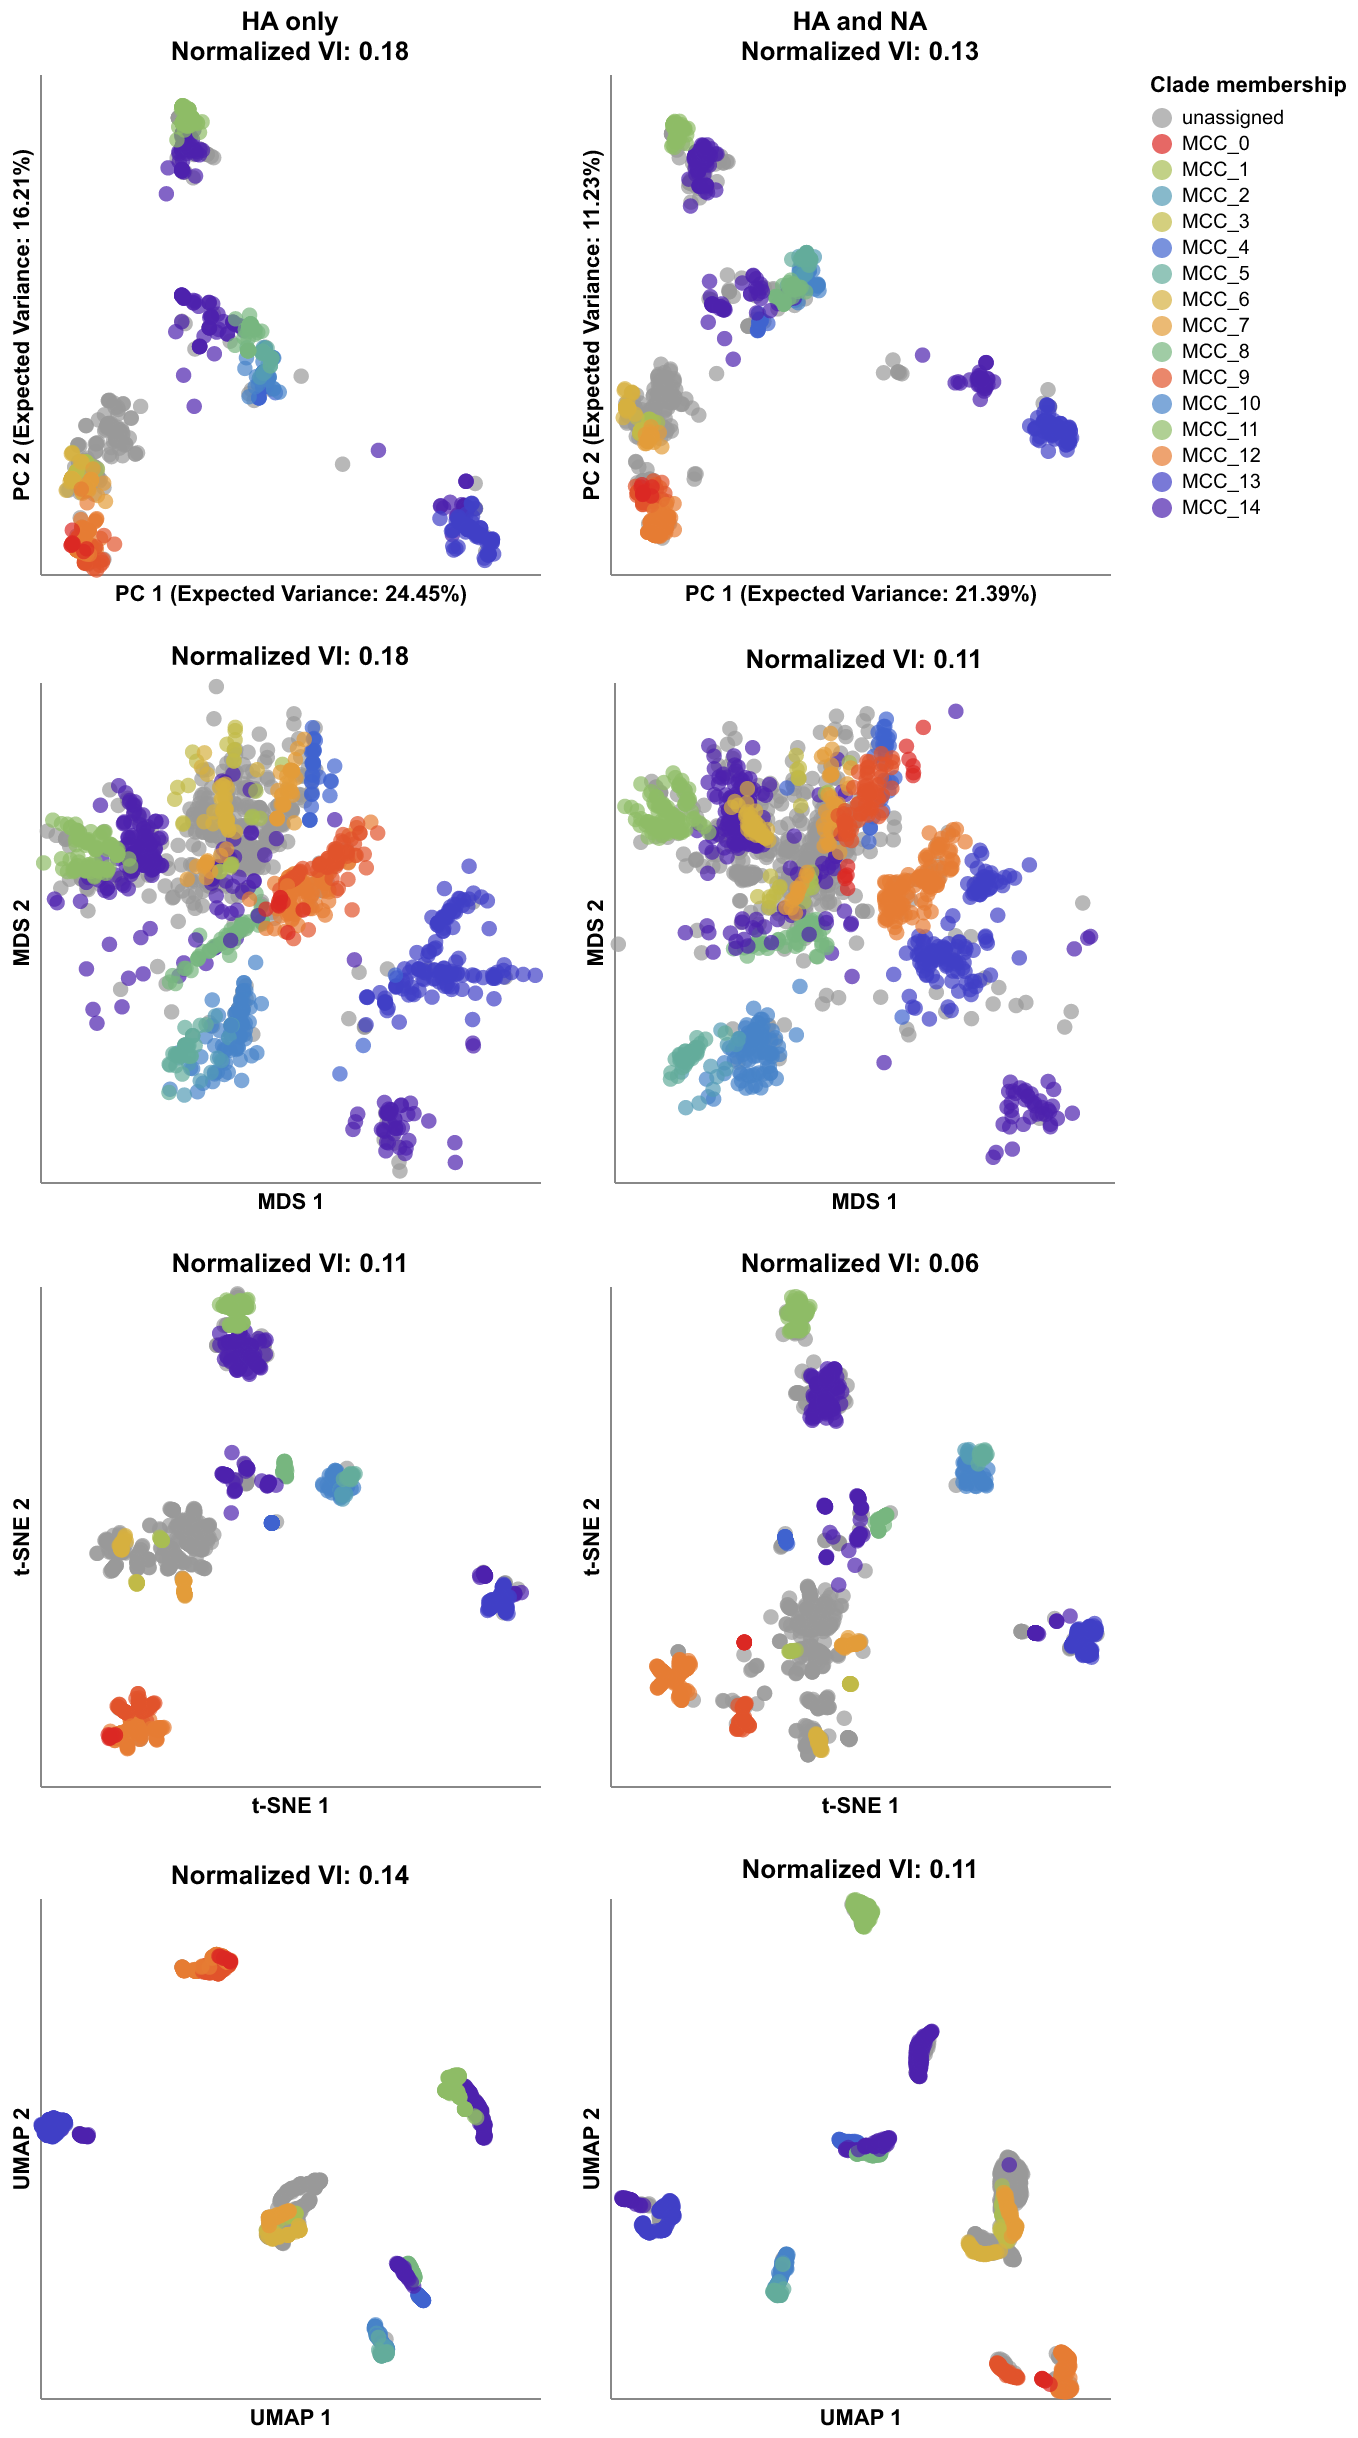 HA only
Normalized VI: 0.18
HA and NA
Normalized VI: 0.13
PC 2 (Expected Variance: 16.21%)
PC 1 (Expected Variance: 24.45%)
PC 2 (Expected Variance: 11.23%)
PC 1 (Expected Variance: 21.39%)
Clade membership
unassigned
MCC_0
MCC_1
MCC_2
MCC_3
MCC_4
MCC_5
MCC_6
MCC_7
MCC_8
MCC_9
MCC_10
MCC_11
MCC_12
MCC_13
MCC_14
Normalized VI: 0.18
MDS 2
MDS 1
Normalized VI: 0.11
MDS 2
MDS 1
Normalized VI: 0.11
t-SNE 2
t-SNE 1
Normalized VI: 0.06
t-SNE 2
t-SNE 1
Normalized VI: 0.14
UMAP 2
UMAP 1
Normalized VI: 0.11
UMAP 2
UMAP 1